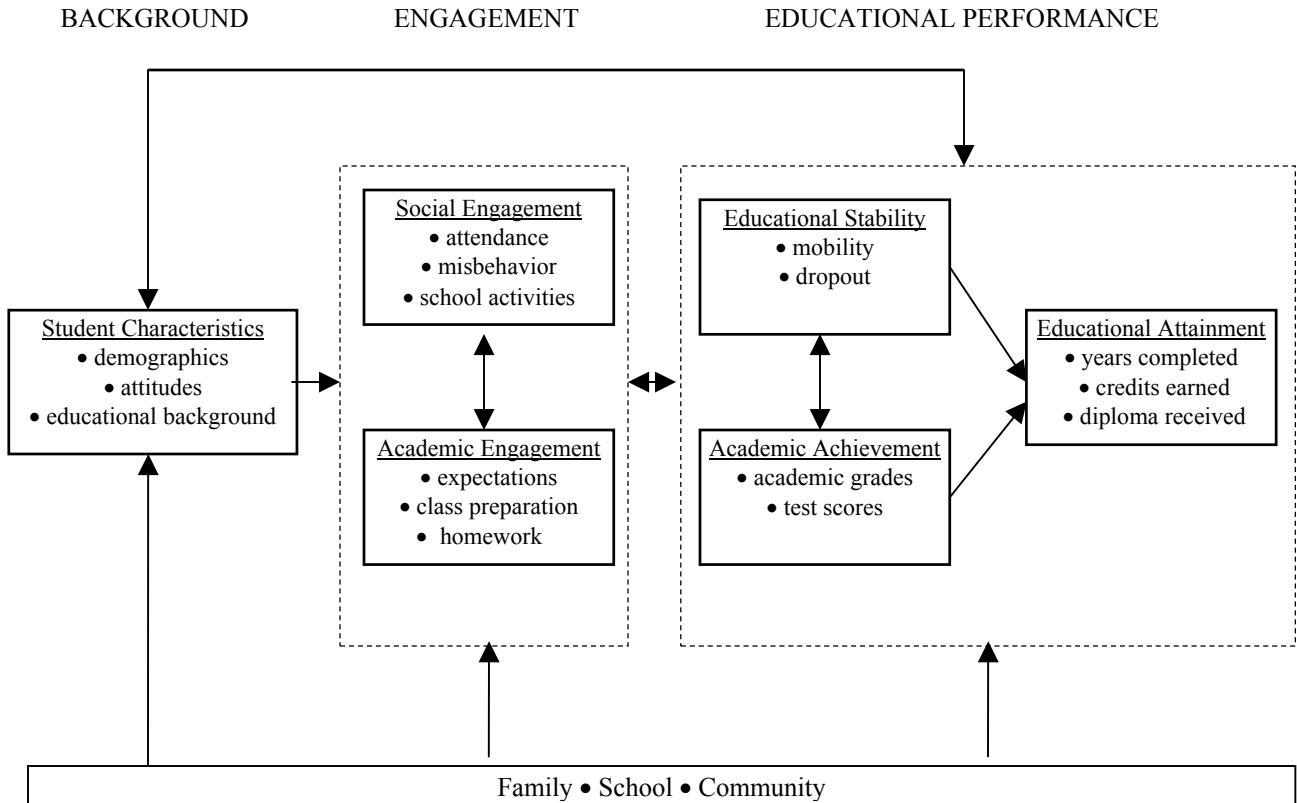 BACKGROUND
ENGAGEMENT
EDUCATIONAL PERFORMANCE
Social Engagement
• attendance
• misbehavior
• school activities
Educational Stability
• mobility
• dropout
Student Characteristics
• demographics
• attitudes
• educational background
Educational Attainment
• years completed
• credits earned
• diploma received
Academic Engagement
• expectations
• class preparation
• homework
Academic Achievement
• academic grades
• test scores
Family • School • Community